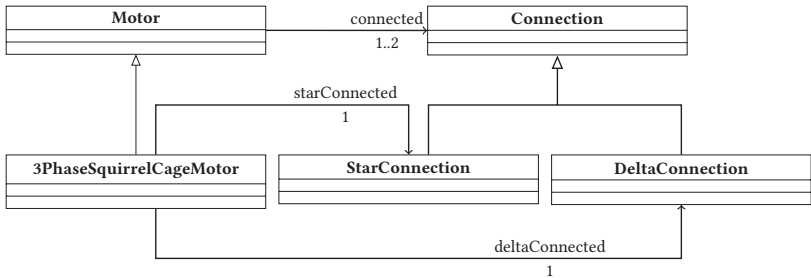 Motor
connected
1..2
Connection
starConnected
1
3PhaseSquirrelCageMotor
StarConnection
DeltaConnection
deltaConnected
1